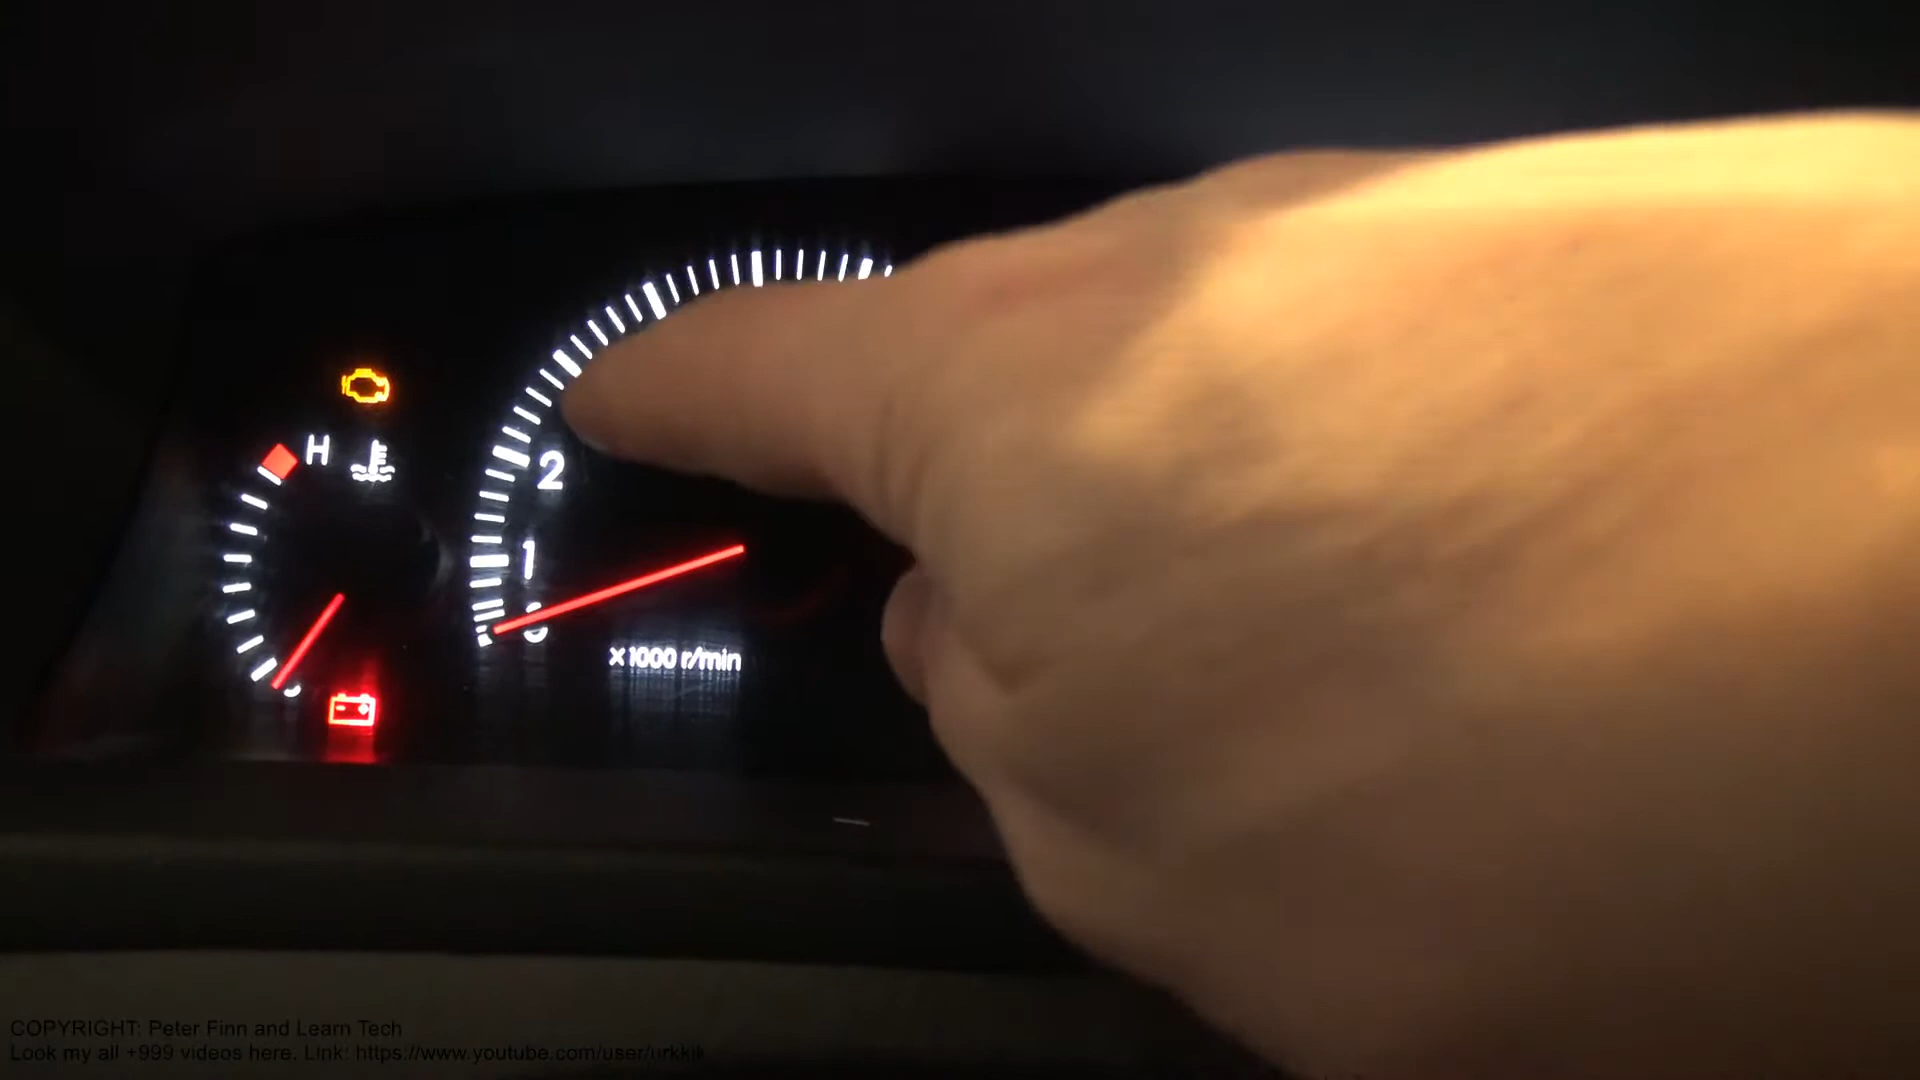 H
2
1
x1000 r/min
COPYRIGHT: Peter Finn and Learn Tech
Look my all +999 videos here. Link: https://www.youtube.com/user/urkkik